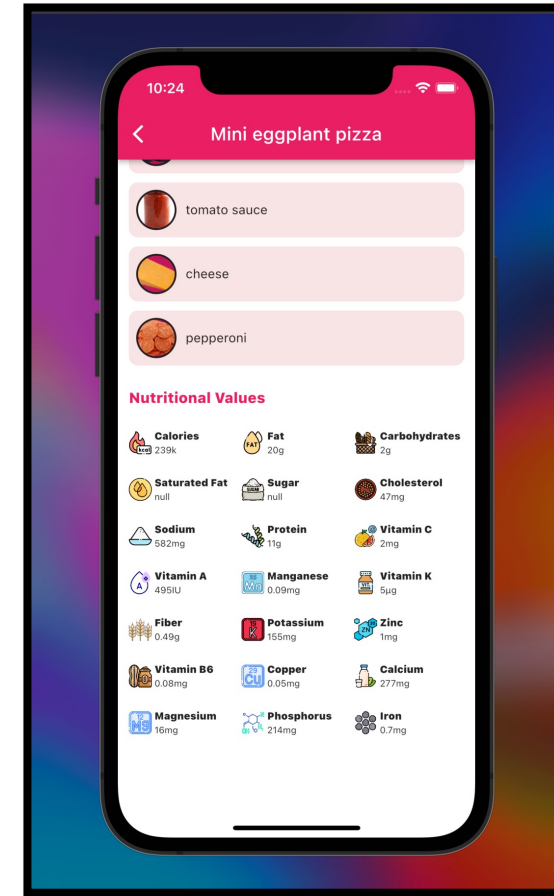 10:24
Mini eggplant pizza
tomato sauce
cheese
pepperoni
Nutritional Values
Calories
239k
Fat
20g
Carbohydrates
2g
Saturated Fat
null
Sugar
null
Cholesterol
47mg
Sodium
582mg
Protein
11g
Vitamin C
2mg
Vitamin A
495IU
Manganese
0.09mg
Vitamin K
5µg
Fiber
0.49g
Potassium
155mg
Zinc
1mg
Vitamin B6
0.08mg
Copper
0.05mg
Calcium
277mg
Magnesium
16mg
Phosphorus
214mg
Iron
0.7mg